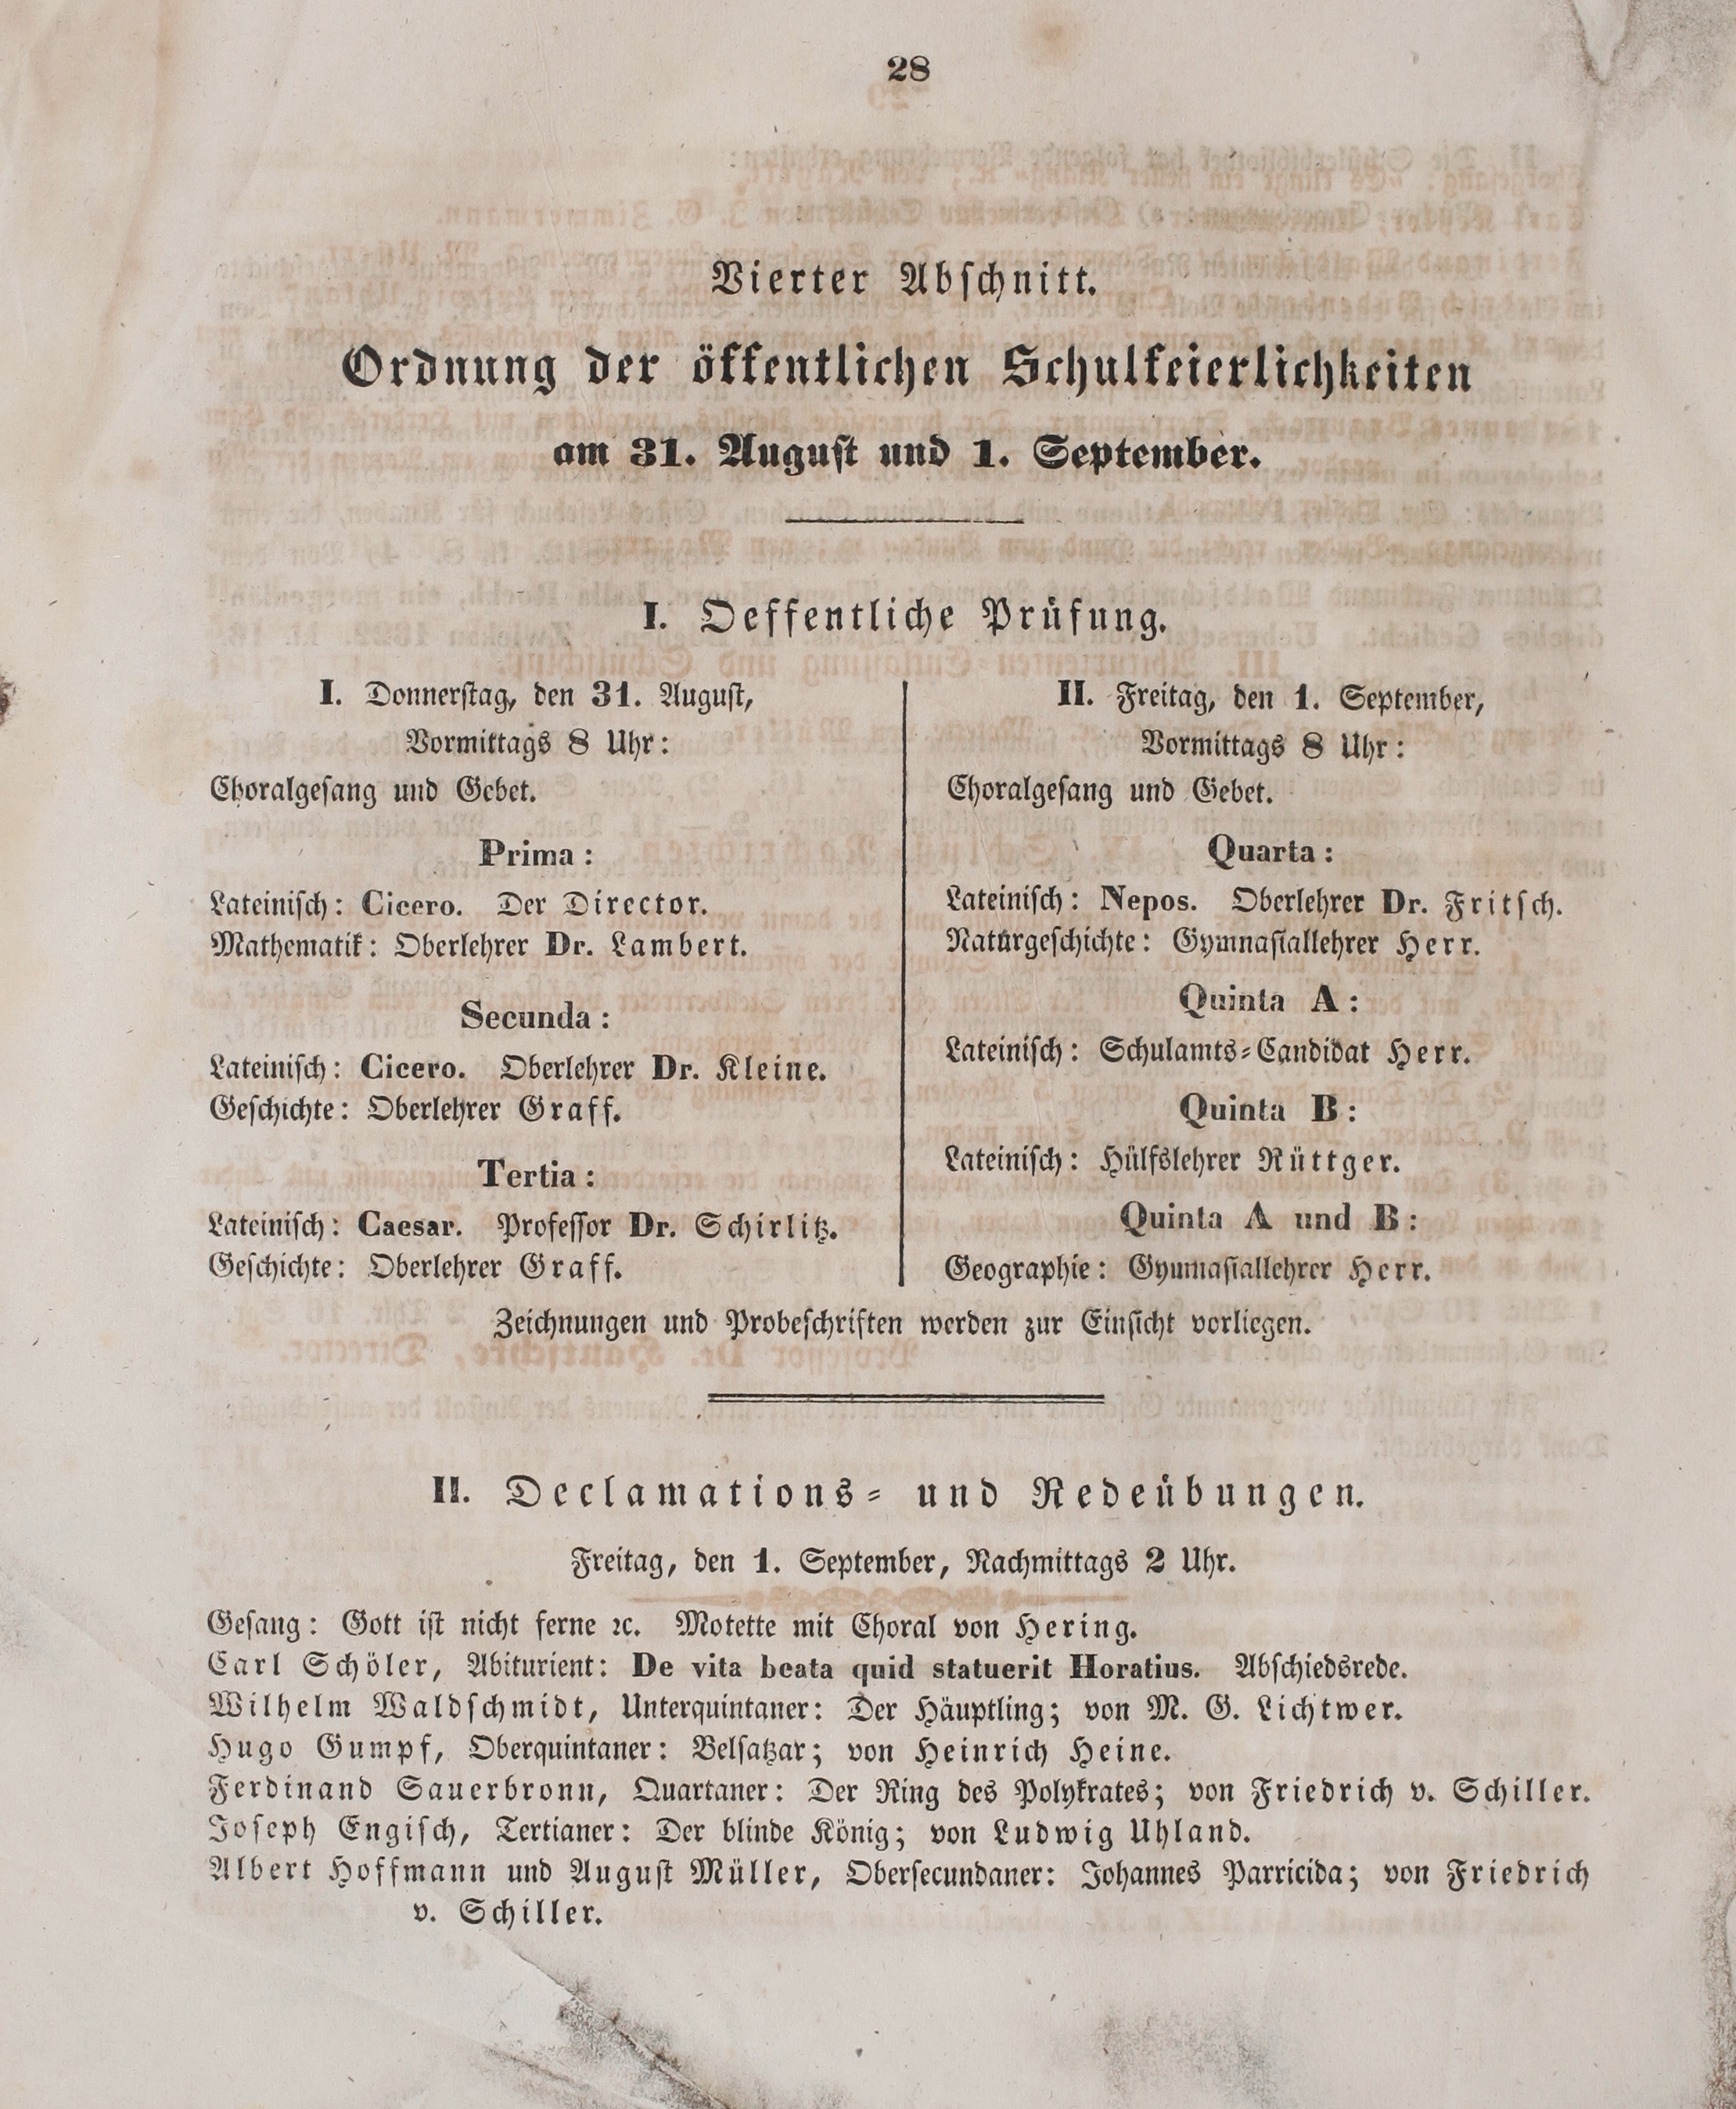 28
Vierter Abschnitt.
Ordnung der öffentlichen Schulfeierlichkeiten
am 31. August und 1. September.
I. Oeffentliche Prüfung.
I. Donnerstag, den 31. August,
Vormittags 8 Uhr:
Choralgesang und Gebet.
Prima:
Lateinisch: Cicero. Der Director.
Mathematik: Oberlehrer Dr. Lambert.
Secunda:
Lateinisch: Cicero. Oberlehrer Dr. Kleine.
Geschichte: Oberlehrer Graff.
Tertia:
Lateinisch: Caesar. Professor Dr. Schirlitz.
Geschichte: Oberlehrer Graff.
II. Freitag, den 1. September,
Vormittags 8 Uhr:
Choralgesang und Gebet.
Quarta:
Lateinisch: Nepos. Oberlehrer Dr. Fritsch.
Naturgeschichte: Gymnasiallehrer Herr.
Quinta A:
Lateinisch: Schulamts-Candidat Herr.
Quinta B:
Lateinisch: Hülfslehrer Rüttger.
Quinta A und B:
Geographie: Gymnasiallehrer Herr.
Zeichnungen und Probeschriften werden zur Einsicht vorliegen.
II. Declamations- und Redeübungen.
Freitag, den 1. September, Nachmittags 2 Uhr.
Gesang: Gott ist nicht ferne ꝛc. Motette mit Choral von Hering.
Carl Schöler, Abiturient: De vita beata quid statuerit Horatius. Abschiedsrede.
Wilhelm Waldschmidt, Unterquintaner: Der Häuptling; von M. G. Lichtwer.
Hugo Gumpf, Oberquintaner: Belsatzar; von Heinrich Heine.
Ferdinand Sauerbronn, Quartaner: Der Ring des Polykrates; von Friedrich v. Schiller.
Joseph Engisch, Tertianer: Der blinde König; von Ludwig Uhland.
Albert Hoffmann und August Müller, Obersecundaner: Johannes Parricida; von Friedrich
v. Schiller.